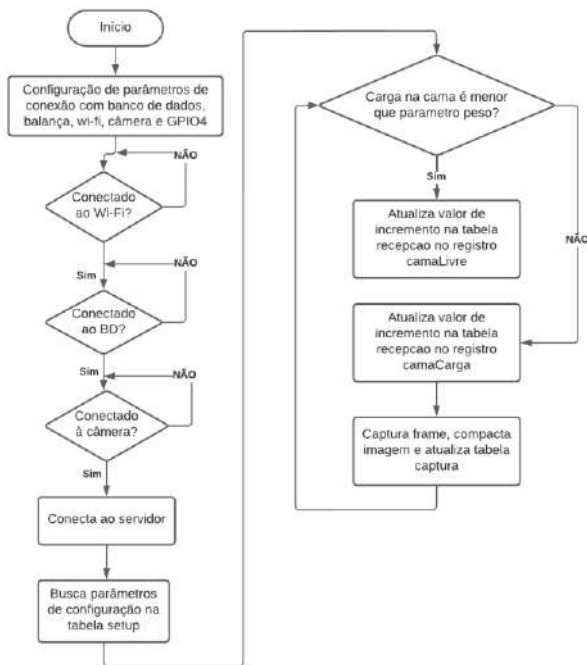 Início
Configuração de parâmetros de
conexão com banco de dados,
balança, wi-fi, câmera e GPIO4
NÃO
Conectado
ao Wi-Fi?
Sim
NÃO
Conectado
ao BD?
Sim
NÃO
Conectado
à câmera?
Sim
Conecta ao servidor
Busca parâmetros
de configuração na
tabela setup
Carga na cama é menor
que parametro peso?
Sim
Atualiza valor de
incremento na tabela
recepcao no registro
camaLivre
NÃO
Atualiza valor de
incremento na tabela
recepcao no registro
camaCarga
Captura frame, compacta
imagem e atualiza tabela
captura